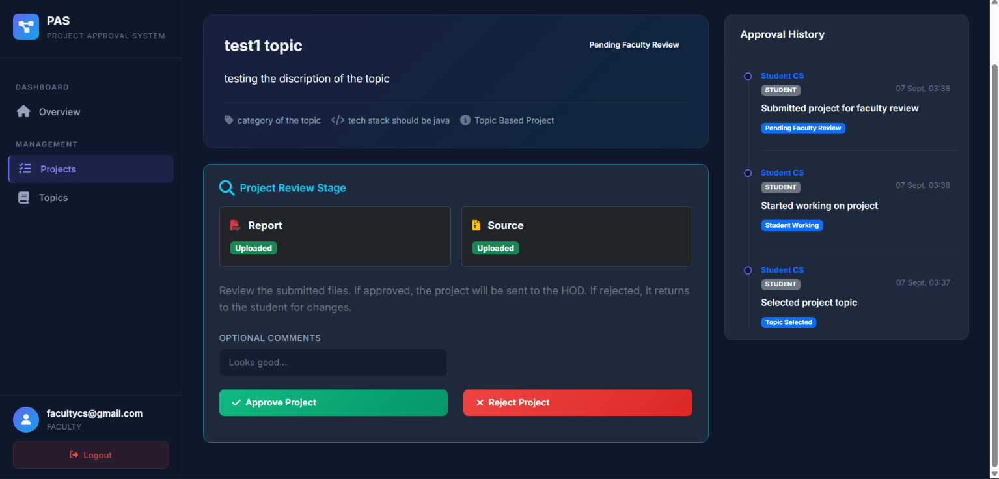 PAS
PROJECT APPROVAL SYSTEM
DASHBOARD
Overview
MANAGEMENT
Projects
Topics
facultycs@gmail.com
FACULTY
Logout
test1 topic
Pending Faculty Review
testing the discription of the topic
category of the topic
tech stack should be java
Topic Based Project
Project Review Stage
PDF
Report
Uploaded
Source
Uploaded
Review the submitted files. If approved, the project will be sent to the HOD. If rejected, it returns
to the student for changes.
OPTIONAL COMMENTS
Looks good...
Approve Project
Reject Project
Approval History
Student CS
STUDENT
07 Sept, 03:38
Submitted project for faculty review
Pending Faculty Review
Student CS
STUDENT
07 Sept, 03:38
Started working on project
Student Working
Student CS
STUDENT
07 Sept, 03:37
Selected project topic
Topic Selected